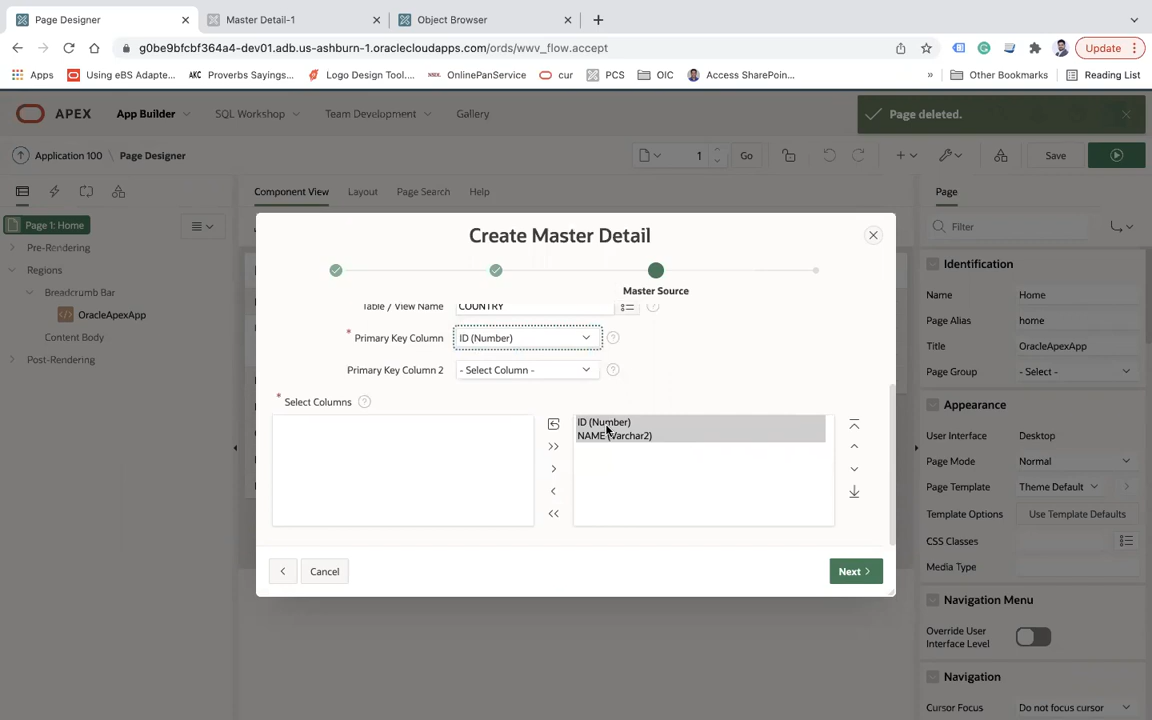 Page Designer
Master Detail-1
Object Browser
g0be9bfcbf364a4-dev01.adb.us-ashburn-1.oraclecloudapps.com/ords/wwv_flow.accept
Update
Apps
Using eBS Adapte...
AKC Proverbs Sayings...
Logo Design Tool....
OnlinePanService
cur
PCS
OIC
Access SharePoin...
»
Other Bookmarks
Reading List
APEX
App Builder
SQL Workshop
Team Development
Gallery
Page deleted.
Application 100 \ Page Designer
1
Go
Save
Component View
Layout
Page Search
Help
Page
Page 1: Home
Filter
Pre-Rendering
Regions
Breadcrumb Bar
OracleApexApp
Content Body
Post-Rendering
Create Master Detail
Master Source
Table / View Name
COUNTRY
* Primary Key Column
ID (Number)
Primary Key Column 2
- Select Column -
* Select Columns
ID (Number)
NAME (Varchar2)
Cancel
Next
Identification
Name
Home
Page Alias
home
Title
OracleApexApp
Page Group
- Select -
Appearance
User Interface
Desktop
Page Mode
Normal
Page Template
Theme Default
Template Options
Use Template Defaults
CSS Classes
Media Type
Navigation Menu
Override User
Interface Level
Navigation
Cursor Focus
Do not focus cursor